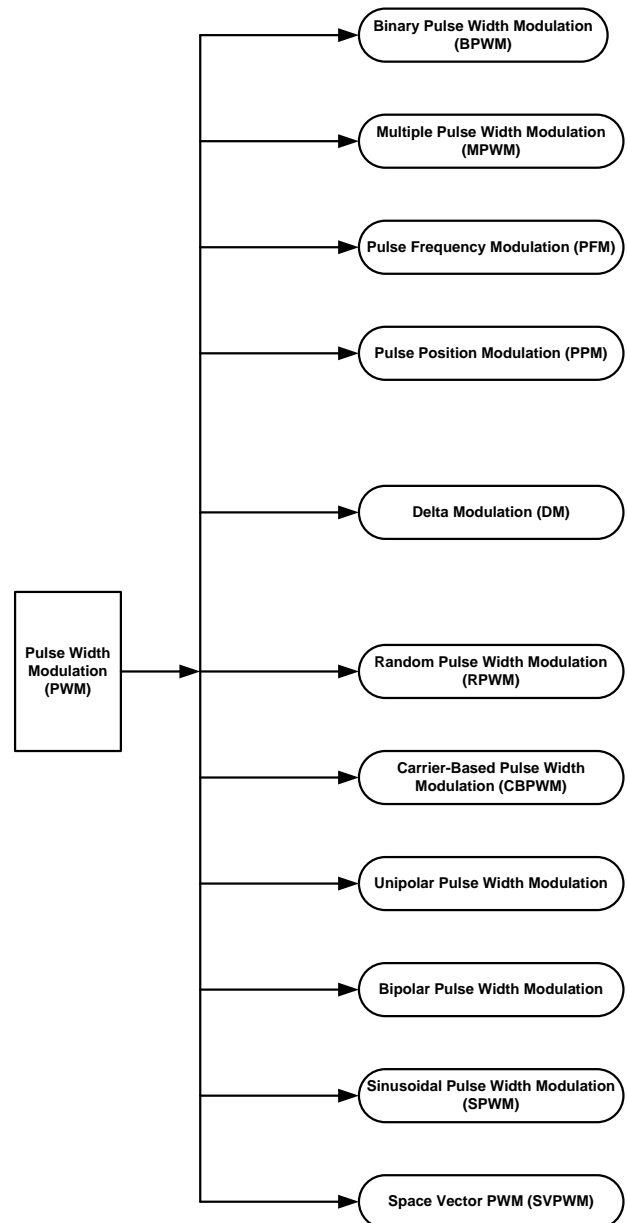 Binary Pulse Width Modulation
(BPWM)
Multiple Pulse Width Modulation
(MPWM)
Pulse Frequency Modulation (PFM)
Pulse Position Modulation (PPM)
Delta Modulation (DM)
Pulse Width
Modulation
(PWM)
Random Pulse Width Modulation
(RPWM)
Carrier-Based Pulse Width
Modulation (CBPWM)
Unipolar Pulse Width Modulation
Bipolar Pulse Width Modulation
Sinusoidal Pulse Width Modulation
(SPWM)
Space Vector PWM (SVPWM)